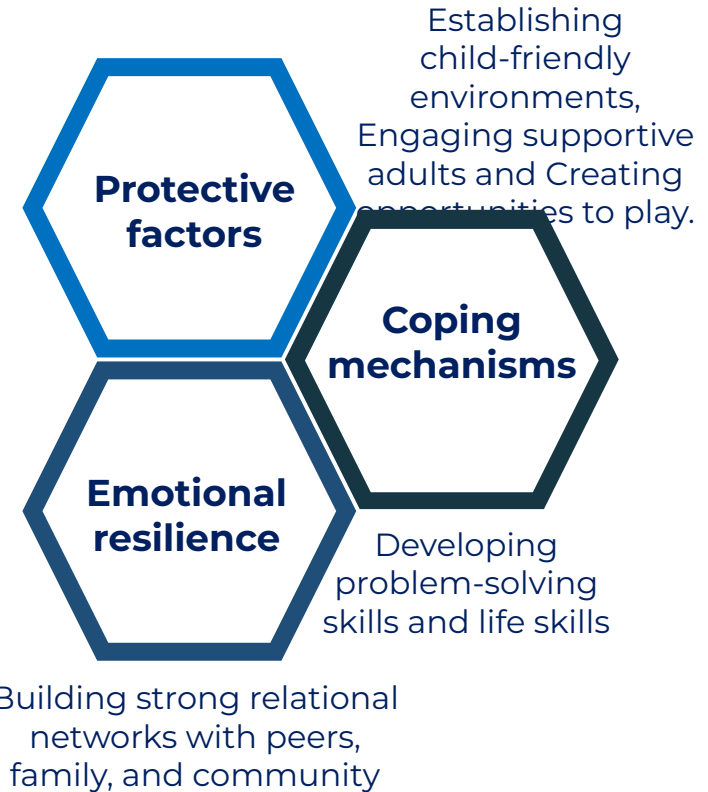 Establishing
child-friendly
environments,
Engaging supportive
adults and Creating
opportunities to play.
Protective
factors
Coping
mechanisms
Emotional
resilience
Developing
problem-solving
skills and life skills
Building strong relational
networks with peers,
family, and community